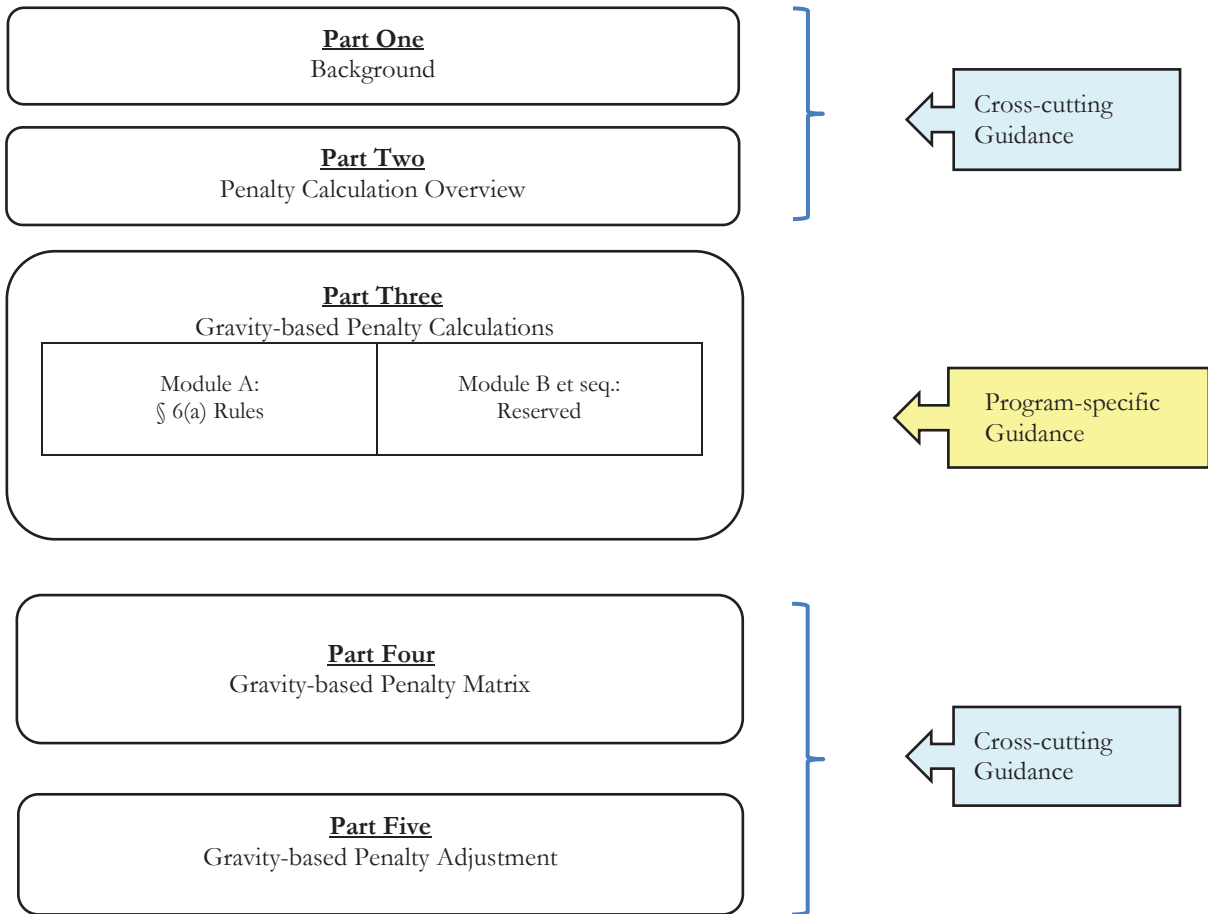 Part One
Background
Cross-cutting
Guidance
Part Two
Penalty Calculation Overview
Part Three
Gravity-based Penalty Calculations
Module A:
§ 6(a) Rules
Module B et seq.:
Reserved
Program-specific
Guidance
Part Four
Gravity-based Penalty Matrix
Cross-cutting
Guidance
Part Five
Gravity-based Penalty Adjustment